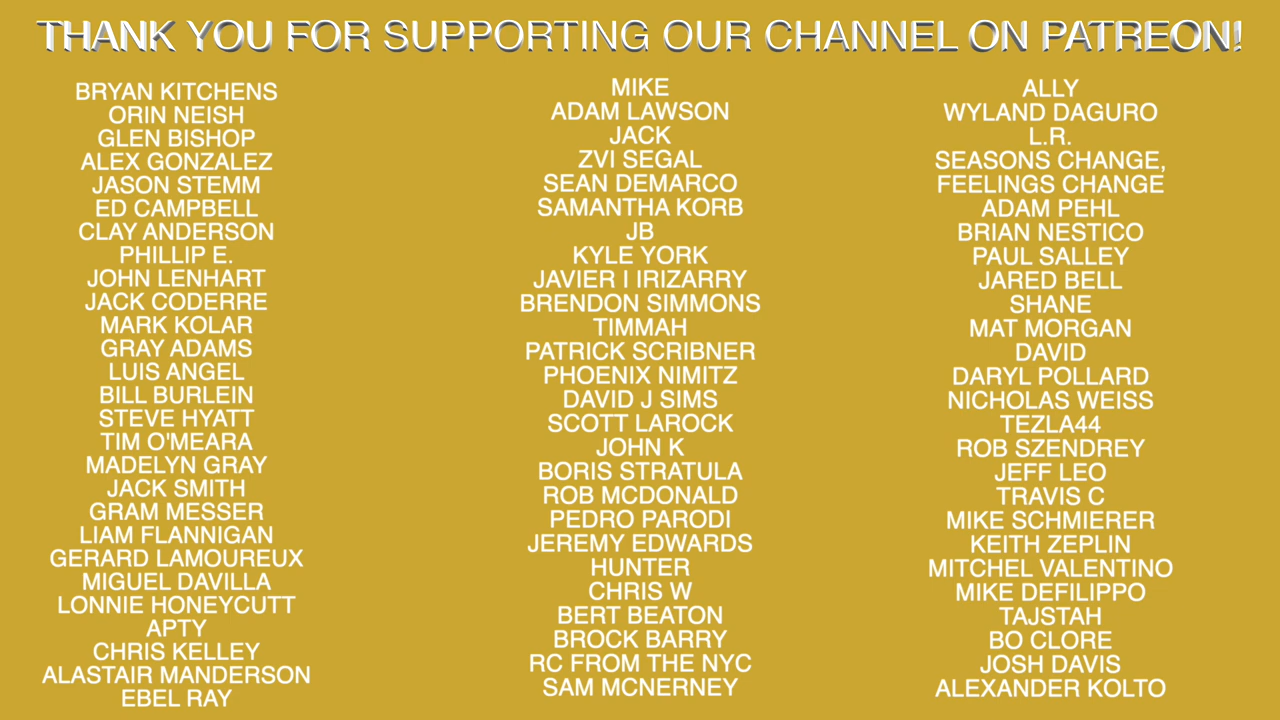 THANK YOU FOR SUPPORTING OUR CHANNEL ON PATREON!
BRYAN KITCHENS
ORIN NEISH
GLEN BISHOP
ALEX GONZALEZ
JASON STEMM
ED CAMPBELL
CLAY ANDERSON
PHILLIP E.
JOHN LENHART
JACK CODERRE
MARK KOLAR
GRAY ADAMS
LUIS ANGEL
BILL BURLEIN
STEVE HYATT
TIM O'MEARA
MADELYN GRAY
JACK SMITH
GRAM MESSER
LIAM FLANNIGAN
GERARD LAMOUREUX
MIGUEL DAVILLA
LONNIE HONEYCUTT
APTY
CHRIS KELLEY
ALASTAIR MANDERSON
EBEL RAY
MIKE
ADAM LAWSON
JACK
ZVI SEGAL
SEAN DEMARCO
SAMANTHA KORB
JB
KYLE YORK
JAVIER I IRIZARRY
BRENDON SIMMONS
TIMMAH
PATRICK SCRIBNER
PHOENIX NIMITZ
DAVID J SIMS
SCOTT LAROCK
JOHN K
BORIS STRATULA
ROB MCDONALD
PEDRO PARODI
JEREMY EDWARDS
HUNTER
CHRIS W
BERT BEATON
BROCK BARRY
RC FROM THE NYC
SAM MCNERNEY
ALLY
WYLAND DAGURO
L.R.
SEASONS CHANGE,
FEELINGS CHANGE
ADAM PEHL
BRIAN NESTICO
PAUL SALLEY
JARED BELL
SHANE
MAT MORGAN
DAVID
DARYL POLLARD
NICHOLAS WEISS
TEZLA44
ROB SZENDREY
JEFF LEO
TRAVIS C
MIKE SCHMIERER
KEITH ZEPLIN
MITCHEL VALENTINO
MIKE DEFILIPPO
TAJSTAH
BO CLORE
JOSH DAVIS
ALEXANDER KOLTO